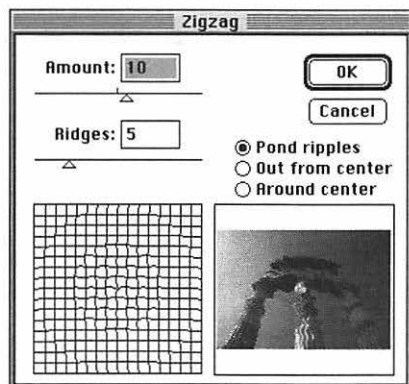 Zigzag
Amount: 10
OK
Cancel
Ridges: 5
Pond ripples
Out from center
Around center